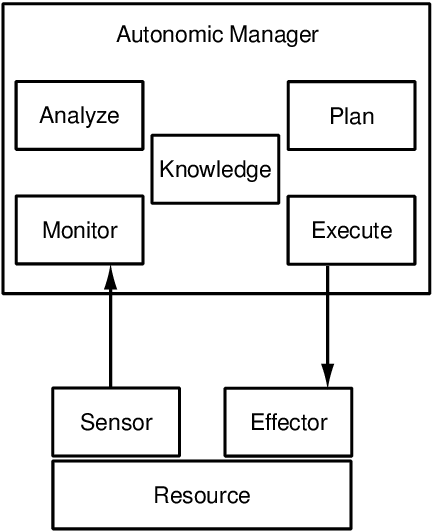 Autonomic Manager
Analyze
Plan
Knowledge
Monitor
Execute
Sensor
Effector
Resource